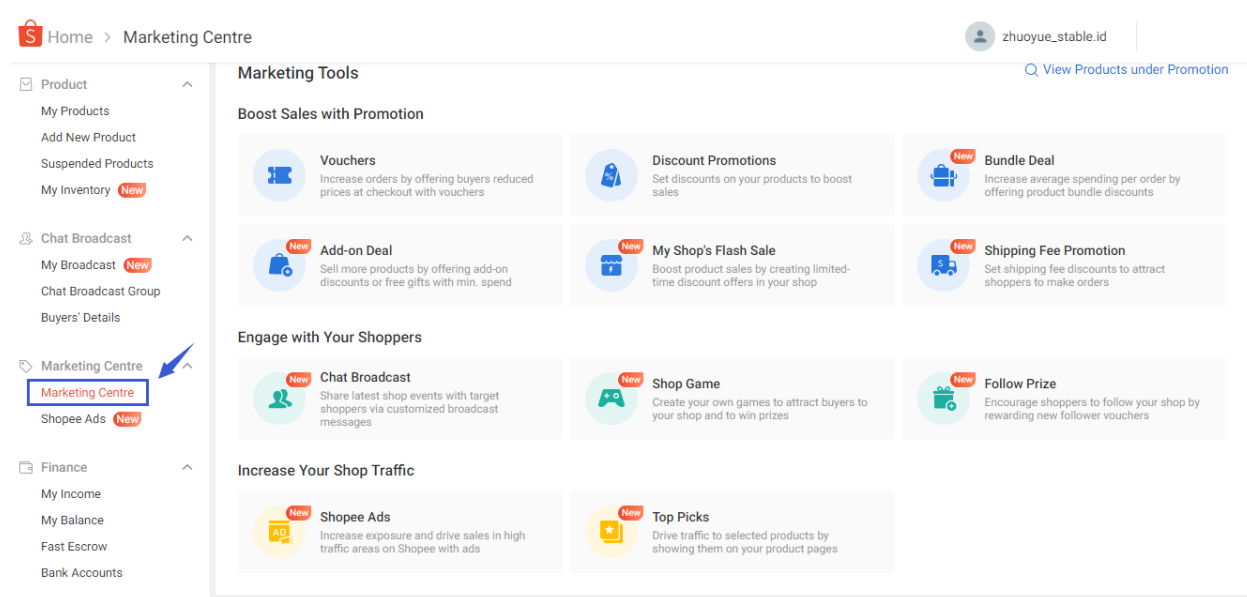 S Home > Marketing Centre
zhuoyue_stable.id
Product
My Products
Add New Product
Suspended Products
My Inventory New
Chat Broadcast
My Broadcast New
Chat Broadcast Group
Buyers' Details
Marketing Centre
Marketing Centre
Shopee Ads New
Finance
My Income
My Balance
Fast Escrow
Bank Accounts
Marketing Tools
View Products under Promotion
Boost Sales with Promotion
Vouchers
Increase orders by offering buyers reduced
prices at checkout with vouchers
Discount Promotions
Set discounts on your products to boost
sales
New
Bundle Deal
Increase average spending per order by
offering product bundle discounts
New
Add-on Deal
Sell more products by offering add-on
discounts or free gifts with min. spend
New
My Shop's Flash Sale
Boost product sales by creating limited-
time discount offers in your shop
New
Shipping Fee Promotion
Set shipping fee discounts to attract
shoppers to make orders
Engage with Your Shoppers
New
Chat Broadcast
Share latest shop events with target
shoppers via customized broadcast
messages
New
Shop Game
Create your own games to attract buyers to
your shop and to win prizes
New
Follow Prize
Encourage shoppers to follow your shop by
rewarding new follower vouchers
Increase Your Shop Traffic
New
AD
Shopee Ads
Increase exposure and drive sales in high
traffic areas on Shopee with ads
New
Top Picks
Drive traffic to selected products by
showing them on your product pages